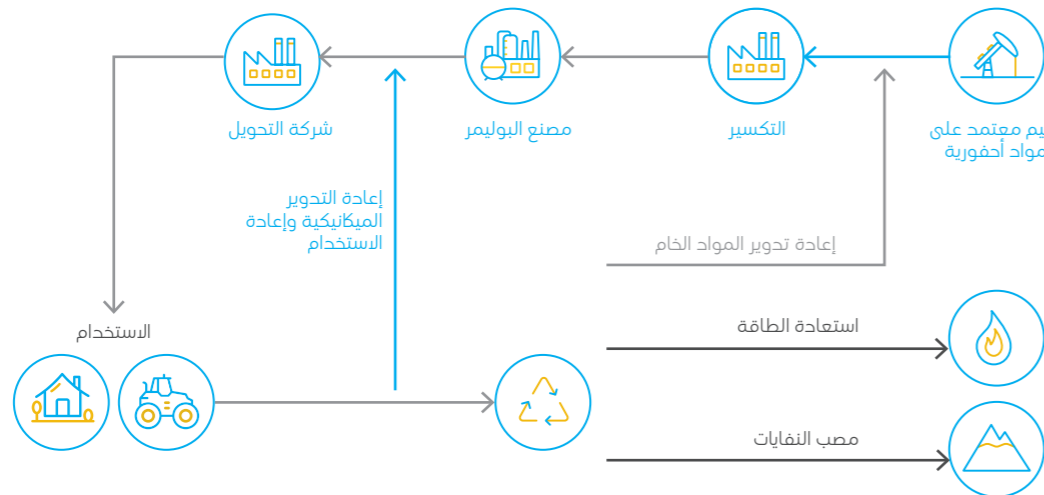 معتمد على
مواد أحفورية
التكسير
مصنع البوليمر
شركة التحويل
إعادة التدوير
الميكانيكية وإعادة
الاستخدام
إعادة تدوير المواد الخام
الاستخدام
استعادة الطاقة
مصب النفايات